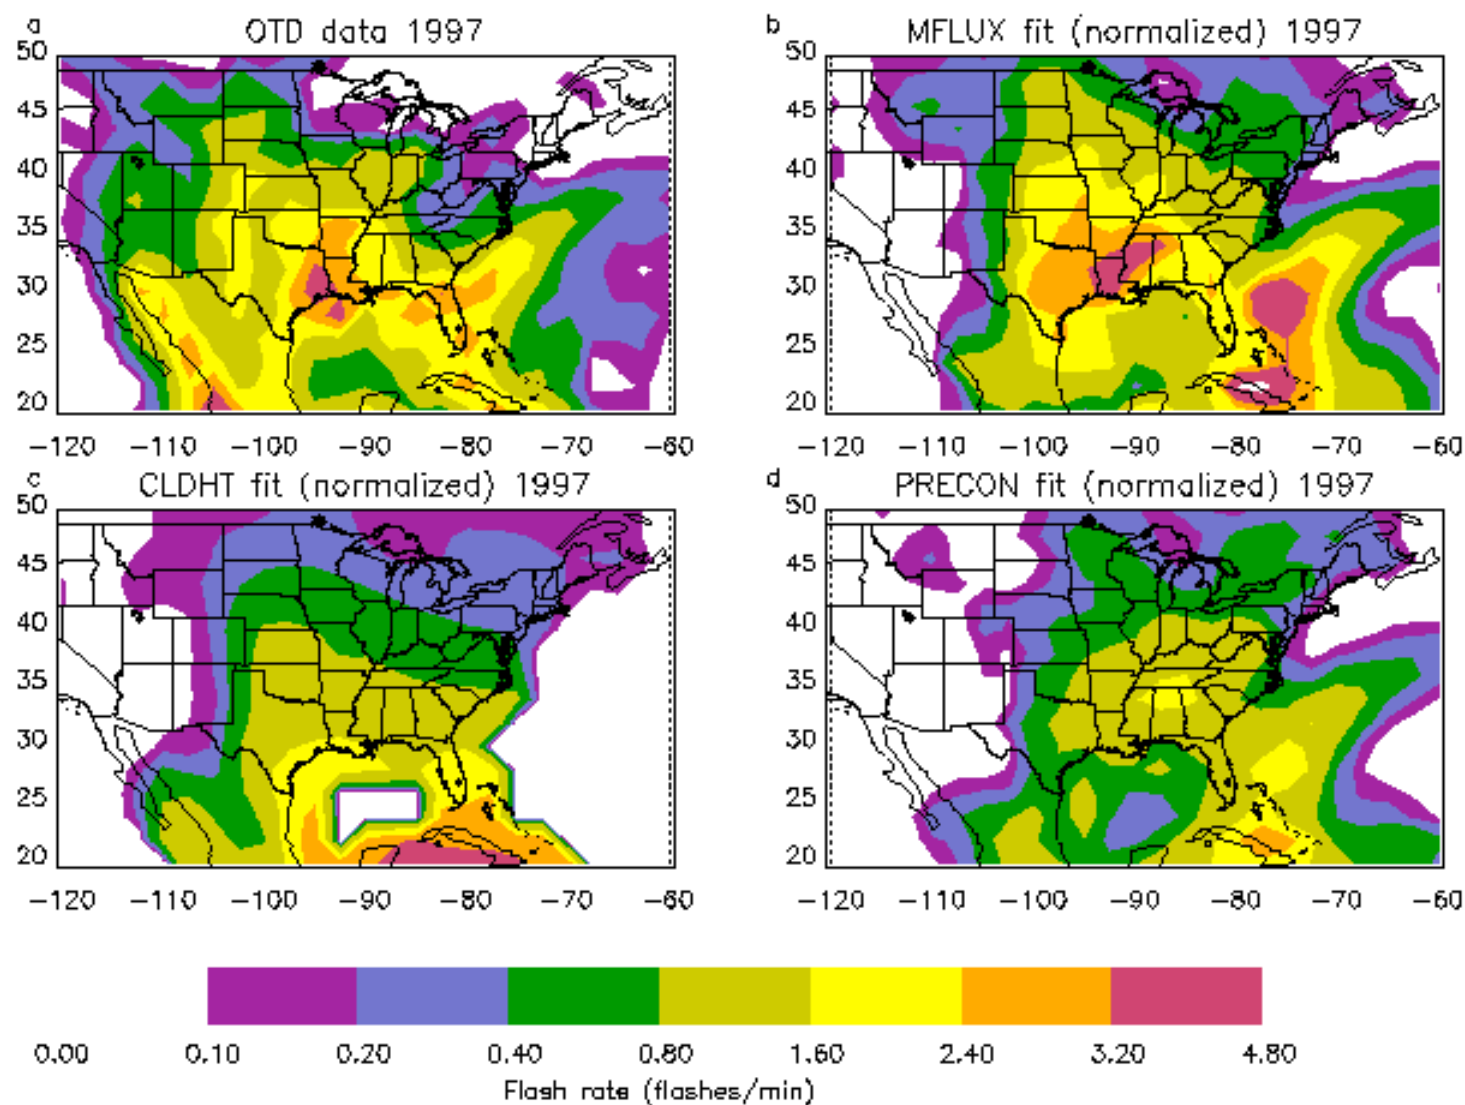 a OTD data 1997
b MFLUX fit (normalized) 1997
50
45
40
35
30
25
20
-120 -110 -100 -90 -80 -70 -60
50
45
40
35
30
25
20
-120 -110 -100 -90 -80 -70 -60
c CLDHT fit (normalized) 1997
d PRECON fit (normalized) 1997
50
45
40
35
30
25
20
-120 -110 -100 -90 -80 -70 -60
50
45
40
35
30
25
20
-120 -110 -100 -90 -80 -70 -60
0.00 0.10 0.20 0.40 0.80 1.60 2.40 3.20 4.80
Flash rate (flashes/min)